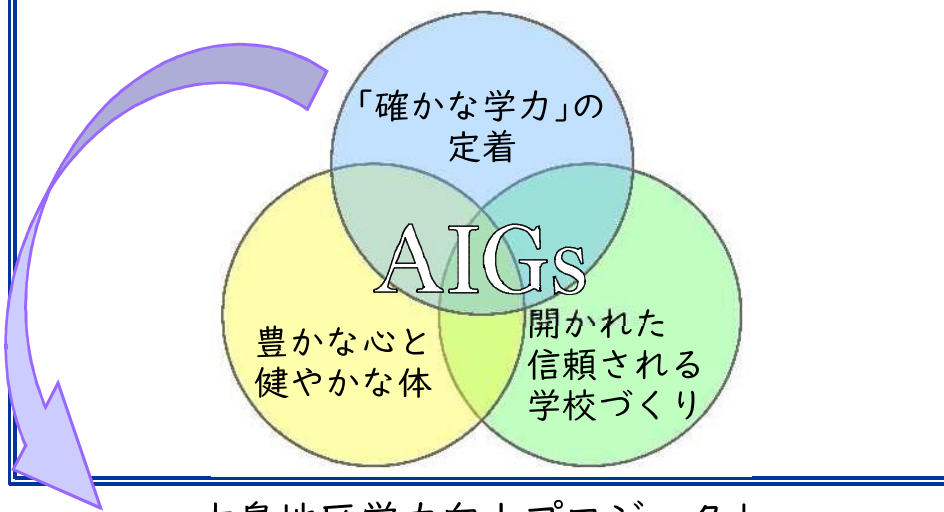 「確かな学力」の
定着
AIGs
豊かな心と
健やかな体
開かれた
信頼される
学校づくり